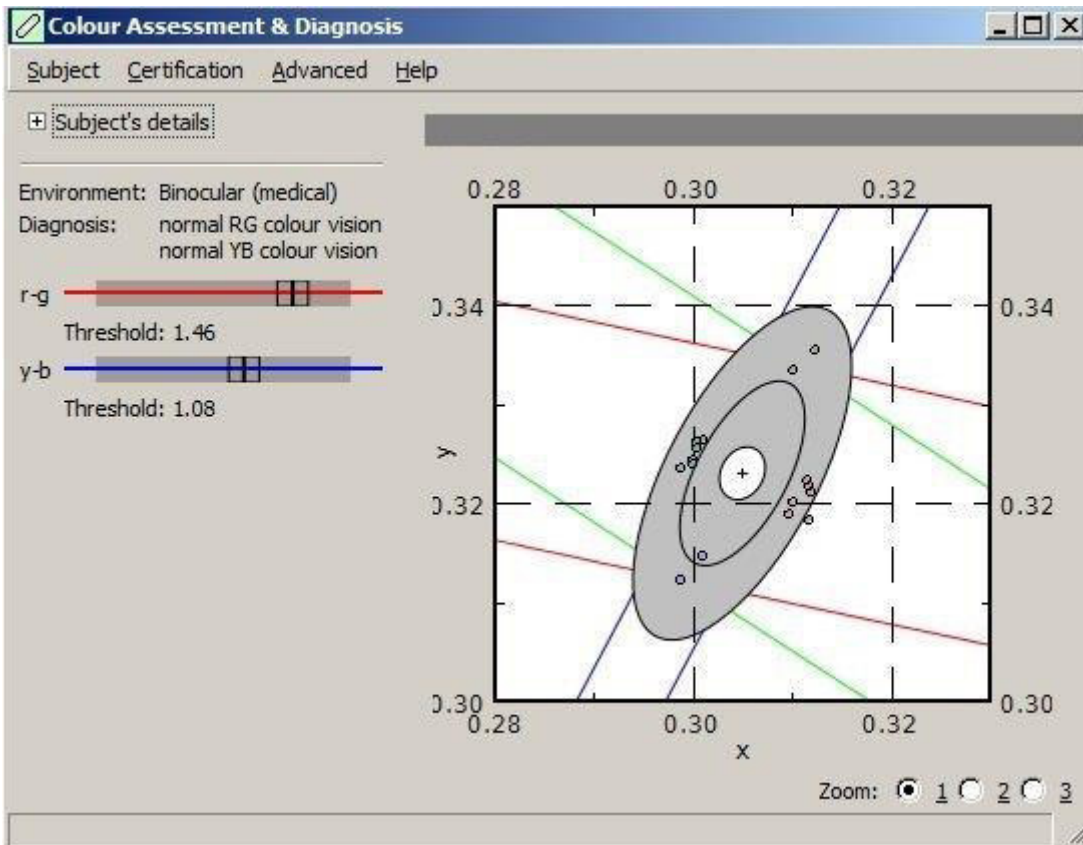 Colour Assessment & Diagnosis
Subject Certification Advanced Help
Subject's details
Environment: Binocular (medical)
Diagnosis: normal RG colour vision
normal YB colour vision
r-g
Threshold: 1.46
y-b
Threshold: 1.08
0.28 0.30 0.32
0.34 0.34
y
0.32 0.32
0.30 0.30
0.28 0.30 0.32
x
Zoom: 1 2 3